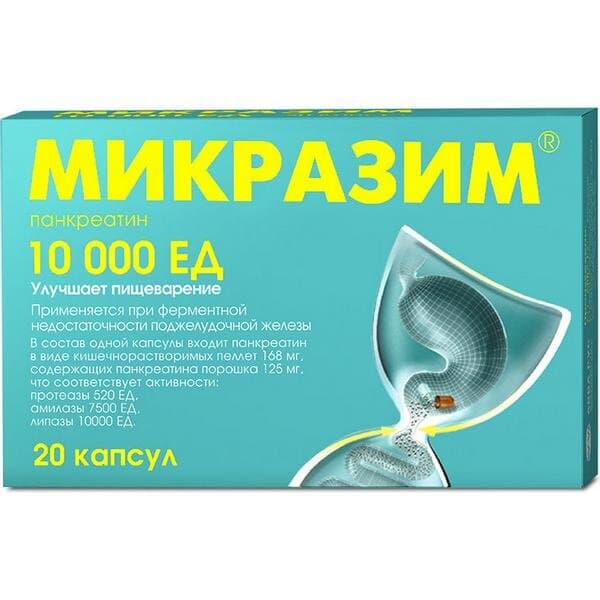 МИКРАЗИМ®
панкреатин
10 000 ЕД
Улучшает пищеварение
Применяется при ферментной
недостаточности поджелудочной железы
В состав одной капсулы входит панкреатин
в виде кишечнорастворимых пеллет 168 мг,
содержащих панкреатина порошка 125 мг,
что соответствует активности:
протеазы 520 ЕД,
амилазы 7500 ЕД,
липазы 10000 ЕД.
20 капсул